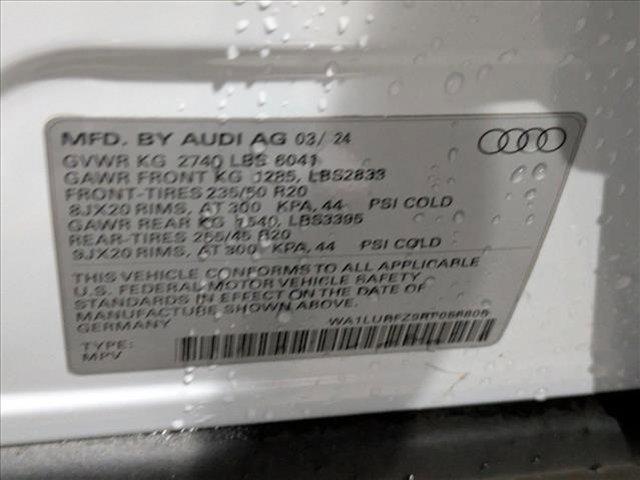 MFD. BY AUDI AG 03/ 24
GVWR KG 2740 LBS 6041
GAWR FRONT KG 1285, LBS2833
FRONT-TIRES 235/50 R20
8JX20 RIMS, AT 300 KPA, 44 PSI COLD
GAWR REAR KG 1540, LBS3395
REAR-TIRES 255/45 R20
9JX20 RIMS, AT 300 KPA, 44 PSI COLD
THIS VEHICLE CONFORMS TO ALL APPLICABLE
U.S. FEDERAL MOTOR VEHICLE SAFETY
STANDARDS IN EFFECT ON THE DATE OF
MANUFACTURE SHOWN ABOVE.
GERMANY
TYPE:
MPV